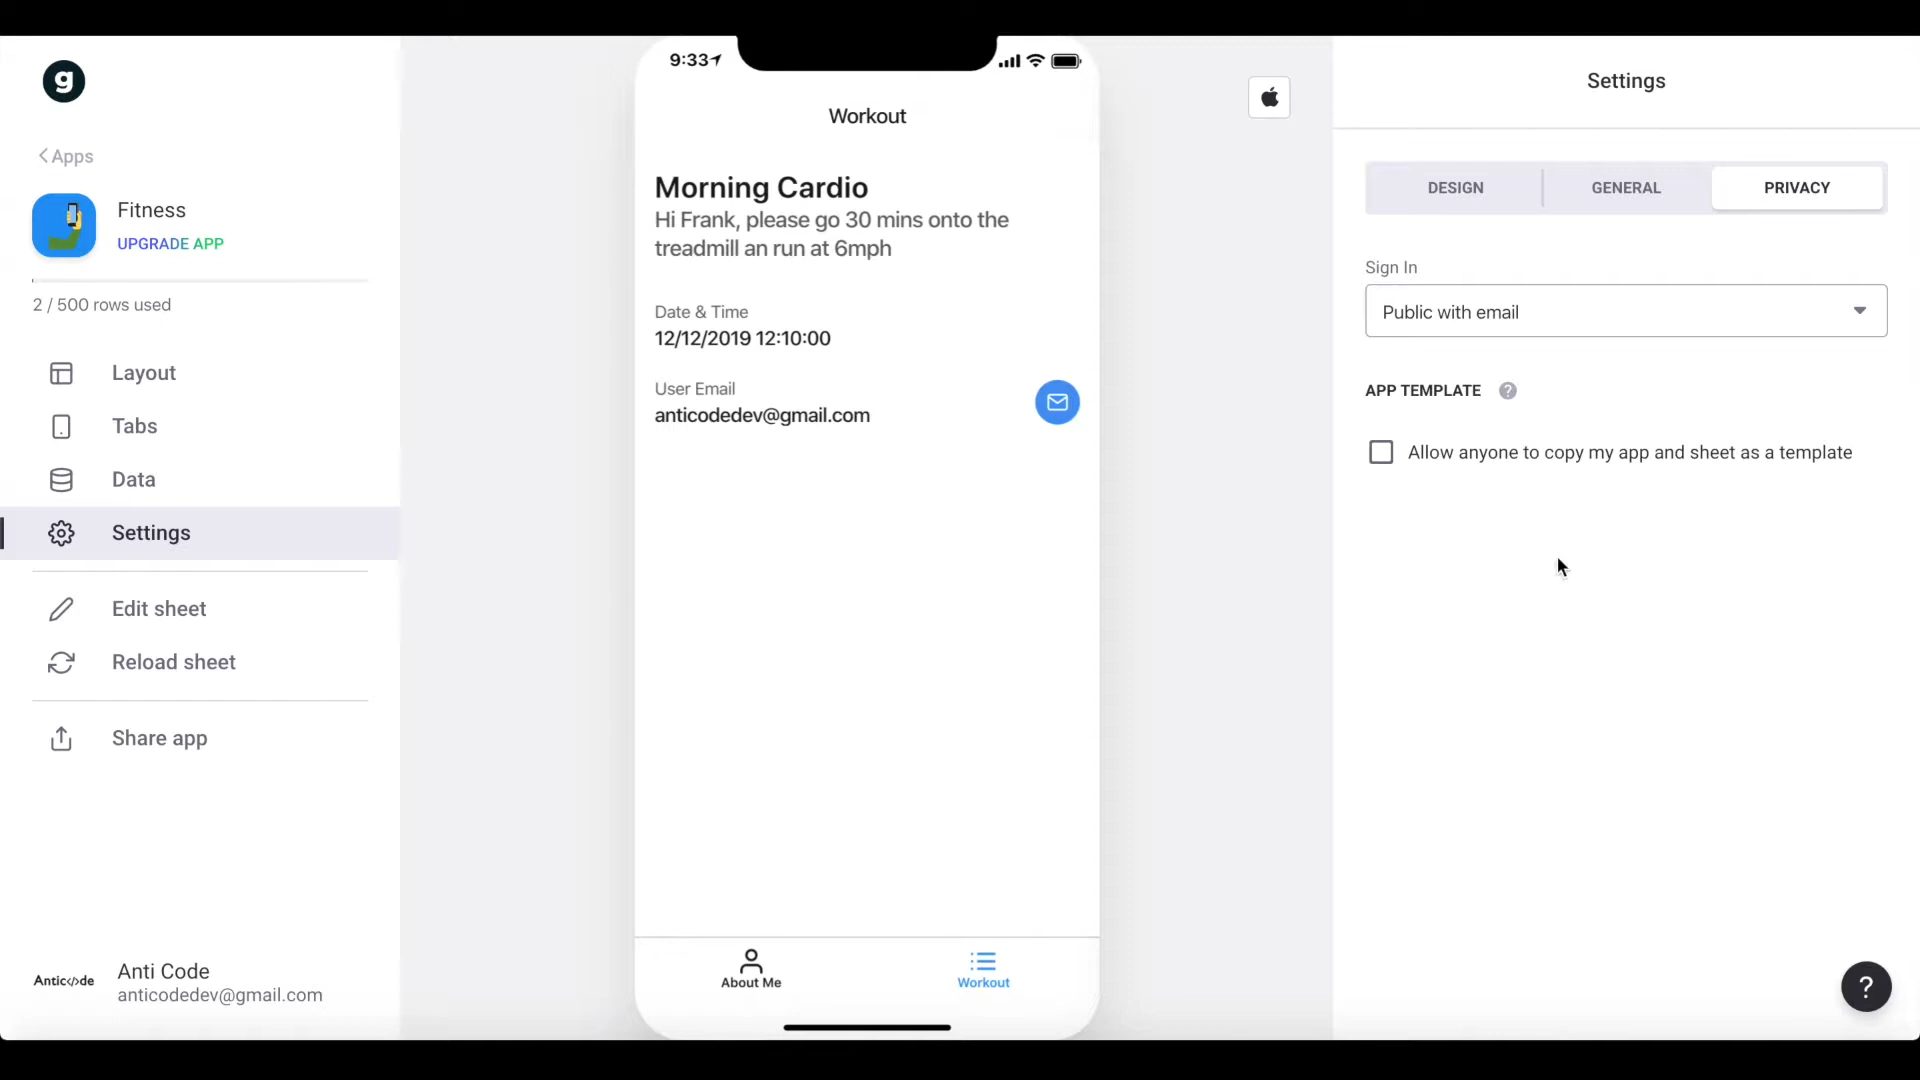 g
Apps
Fitness
UPGRADE APP
2 / 500 rows used
Layout
Tabs
Data
Settings
Edit sheet
Reload sheet
Share app
Antic</>de
Anti Code
anticodedev@gmail.com
9:33
Workout
Morning Cardio
Hi Frank, please go 30 mins onto the
treadmill an run at 6mph
Date & Time
12/12/2019 12:10:00
User Email
anticodedev@gmail.com
About Me
Workout
Settings
DESIGN
GENERAL
PRIVACY
Sign In
Public with email
APP TEMPLATE ?
Allow anyone to copy my app and sheet as a template
?